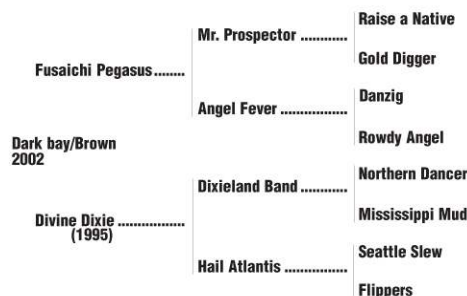 Raise a Native
Mr. Prospector ............
Gold Digger
Fusaichi Pegasus ........
Danzig
Angel Fever ................
Rowdy Angel
Dark bay/Brown
2002
Northern Dancer
Dixieland Band ............
Mississippi Mud
Divine Dixie .................
(1995)
Seattle Slew
Hail Atlantis ................
Flippers